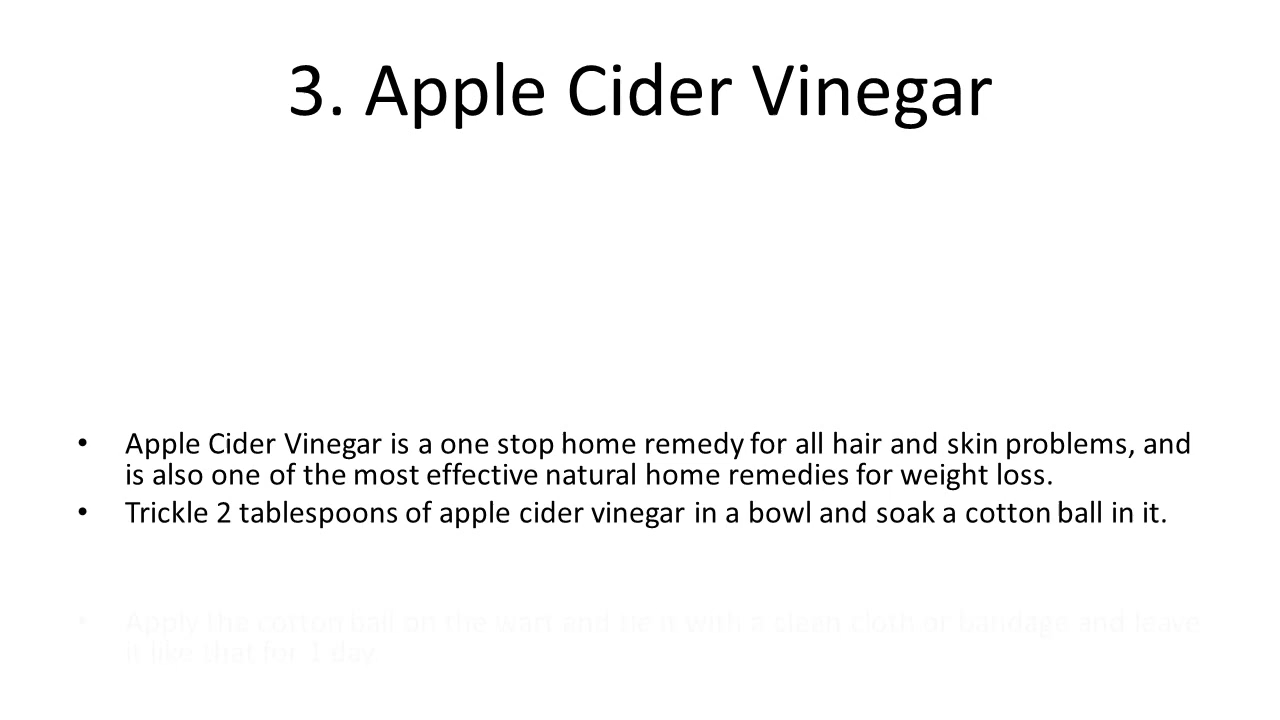 3. Apple Cider Vinegar
• Apple Cider Vinegar is a one stop home remedy for all hair and skin problems, and
is also one of the most effective natural home remedies for weight loss.
• Trickle 2 tablespoons of apple cider vinegar in a bowl and soak a cotton ball in it.
• Apply the cotton ball on the wart and tie it with a clean cloth or bandage and leave
it like that for 1 day